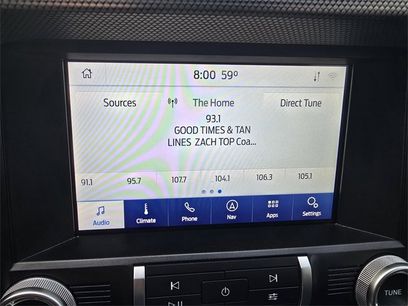 8:00 59°
Sources The Home Direct Tune
93.1
GOOD TIMES & TAN
LINES ZACH TOP Coa...
91.1 95.7 107.7 104.1 106.3 105.1
Audio Climate Phone Nav Apps Settings
TUNE